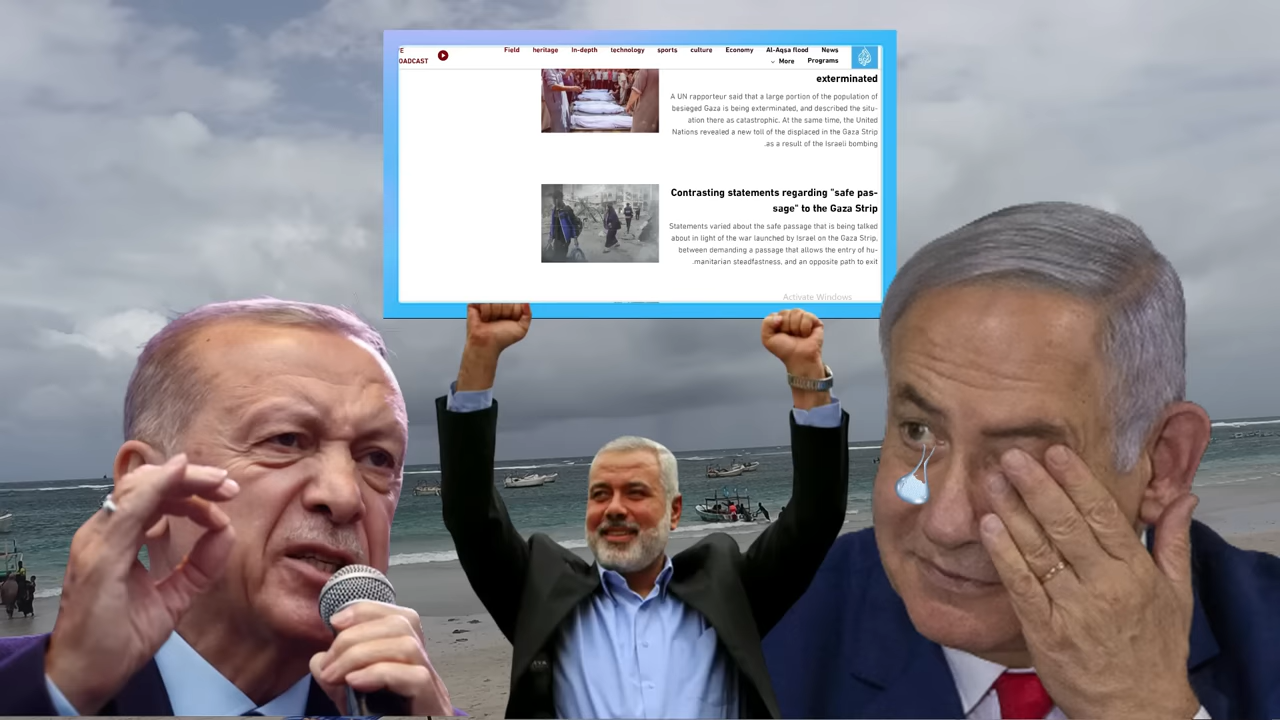 Field heritage In-depth technology sports culture Economy Al-Aqsa flood News
OADCAST
More Programs
exterminated
A UN rapporteur said that a large portion of the population of
besieged Gaza is being exterminated, and described the situ-
ation there as catastrophic. At the same time, the United
Nations revealed a new toll of the displaced in the Gaza Strip
.as a result of the Israeli bombing
Contrasting statements regarding "safe pas-
sage" to the Gaza Strip
Statements varied about the safe passage that is being talked
about in light of the war launched by Israel on the Gaza Strip,
between demanding a passage that allows the entry of hu-
.manitarian steadfastness, and an opposite path to exit
Activate Windows